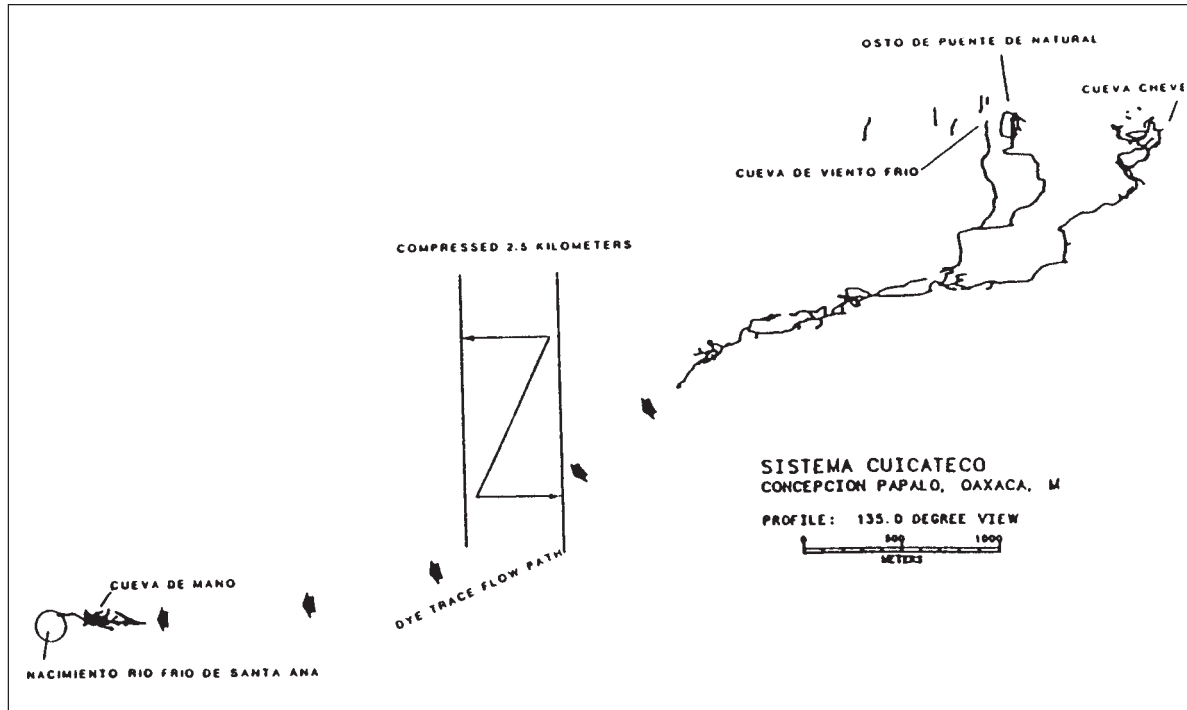 OSTO DE PUENTE DE NATURAL
CUEVA CHEVE
CUEVA DE VIENTO FRIO
COMPRESSED 2.5 KILOMETERS
SISTEMA CUICATECO
CONCEPCION PAPALO, OAXACA, M
PROFILE: 135.0 DEGREE VIEW
0 500 1000
METERS
DYE TRACE FLOW PATH
CUEVA DE MANO
NACIMIENTO RIO FRIO DE SANTA ANA